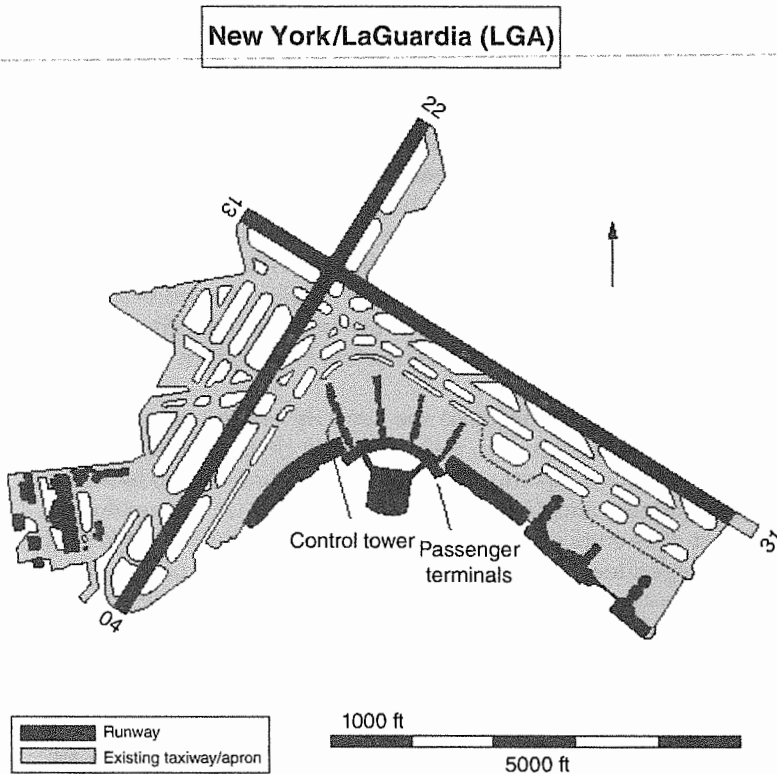 New York/LaGuardia (LGA)
22
13
Control tower
Passenger
terminals
31
04
Runway
Existing taxiway/apron
1000 ft
5000 ft